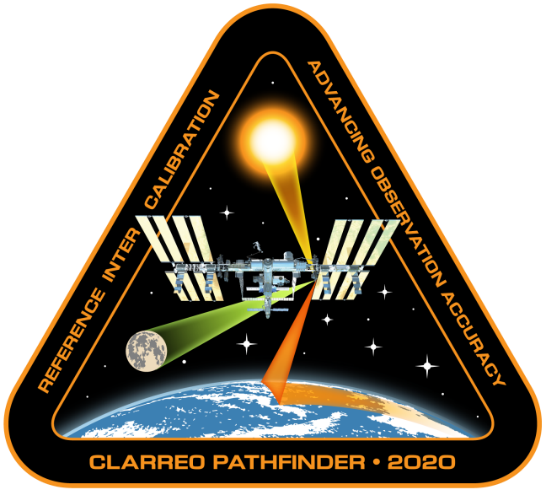 REFERENCE INTER CALIBRATION
ADVANCING OBSERVATION ACCURACY
CLARREO PATHFINDER • 2020